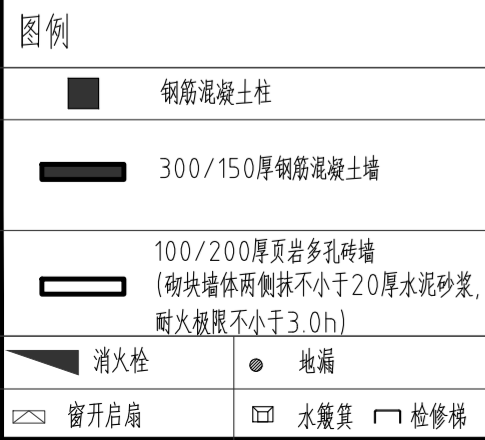 图例
钢筋混凝土柱
300/150厚钢筋混凝土墙
100/200厚页岩多孔砖墙
(砌块墙体两侧抹不小于20厚水泥砂浆,
耐火极限不小于3.0h)
消火栓 地漏
窗开启扇 水簸箕 检修梯